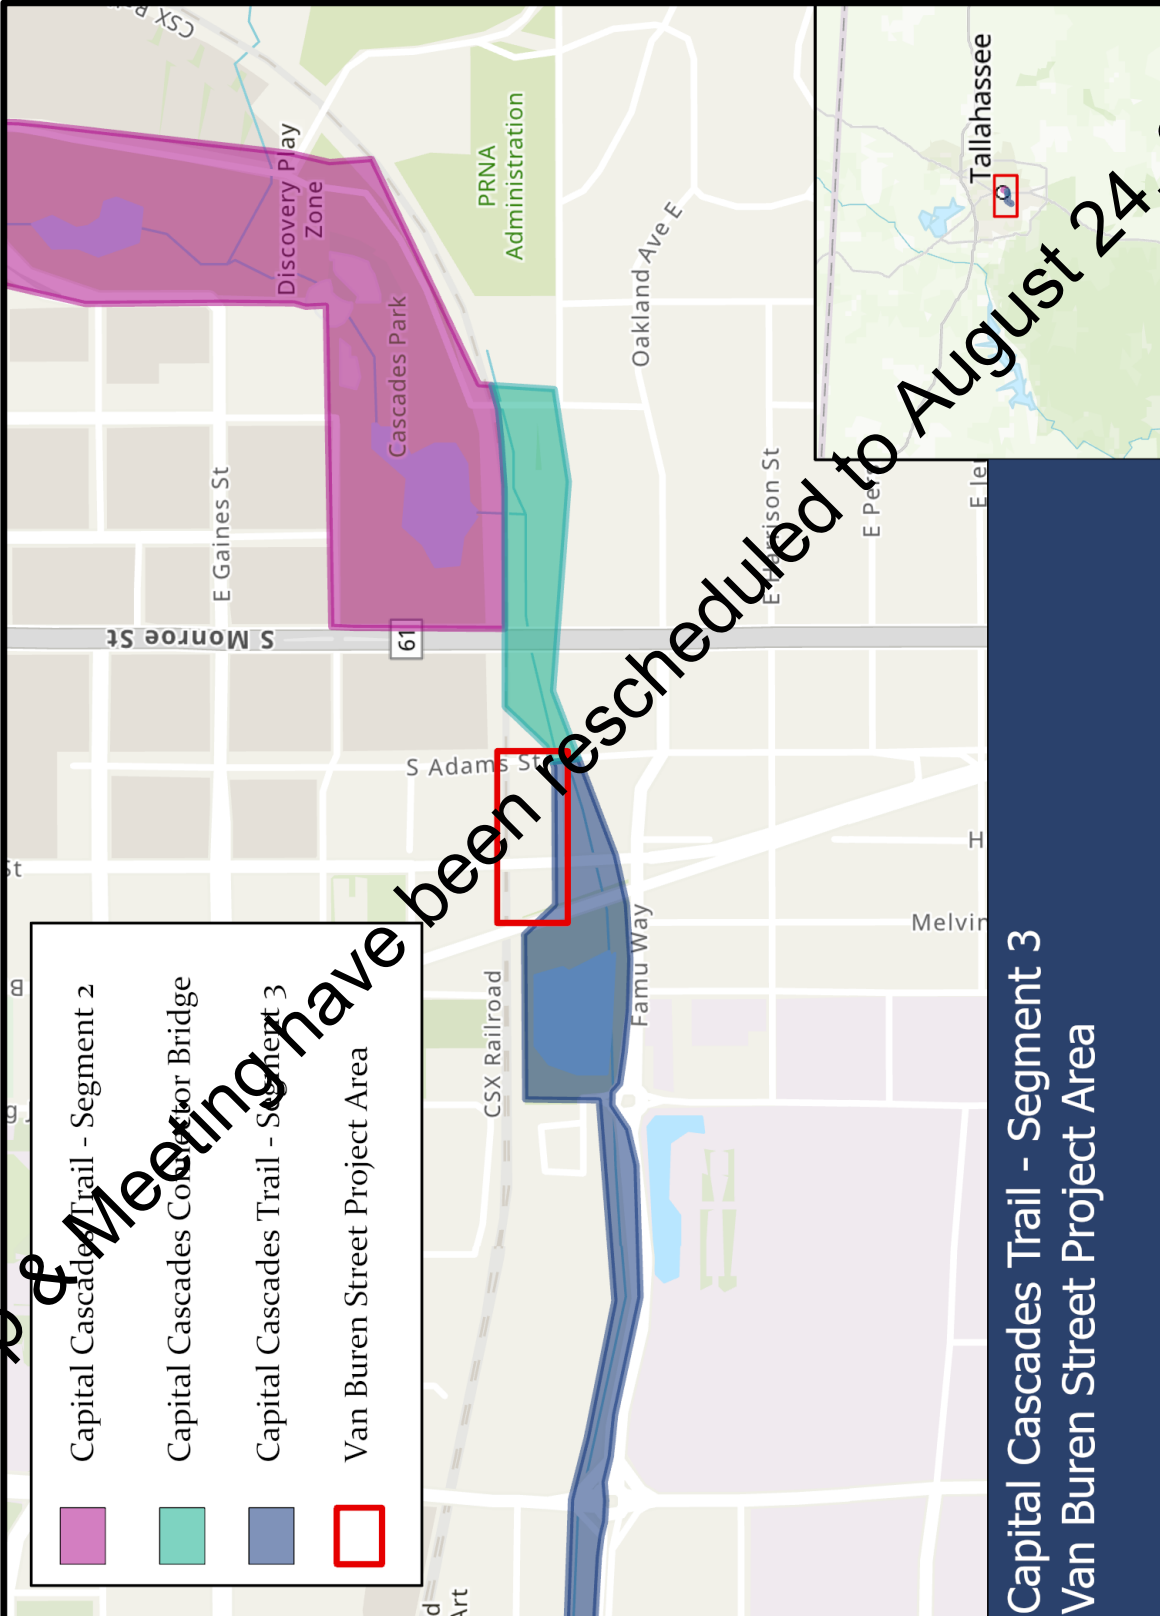 Capital Cascades Trail - Segment 2
Capital Cascades Connector Bridge
Capital Cascades Trail - Segment 3
Van Buren Street Project Area
& Meeting have been rescheduled to August 24,
CSX
Discovery Play
Zone
PRNA
Administration
Cascades Park
Oakland Ave E
E Gaines St
E Harrison St
S Monroe St
61
S Adams St
St
CSX Railroad
Famu Way
Melvin
H
B
d
Art
Tallahassee
Capital Cascades Trail - Segment 3
Van Buren Street Project Area